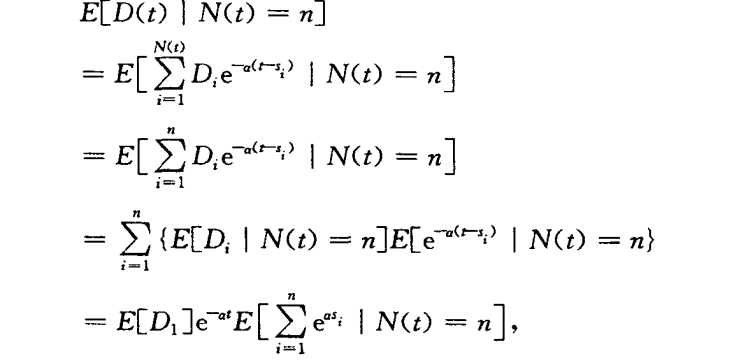 E[D(t) | N(t) = n]
= E[∑_{i=1}^{N(t)} D_i e^{-α(t-s_i)} | N(t) = n]
= E[∑_{i=1}^{n} D_i e^{-α(t-s_i)} | N(t) = n]
= ∑_{i=1}^{n} {E[D_i | N(t) = n]E[e^{-α(t-s_i)} | N(t) = n}
= E[D_1]e^{-αt}E[∑_{i=1}^{n} e^{αs_i} | N(t) = n],